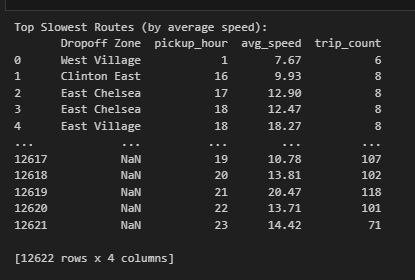 Top Slowest Routes (by average speed):
Dropoff Zone pickup_hour avg_speed trip_count
0 West Village 1 7.67 6
1 Clinton East 16 9.93 8
2 East Chelsea 17 12.90 8
3 East Chelsea 18 12.47 8
4 East Village 18 18.27 8
... ... ... ... ...
12617 NaN 19 10.78 107
12618 NaN 20 13.81 102
12619 NaN 21 20.47 118
12620 NaN 22 13.71 101
12621 NaN 23 14.42 71
[12622 rows x 4 columns]